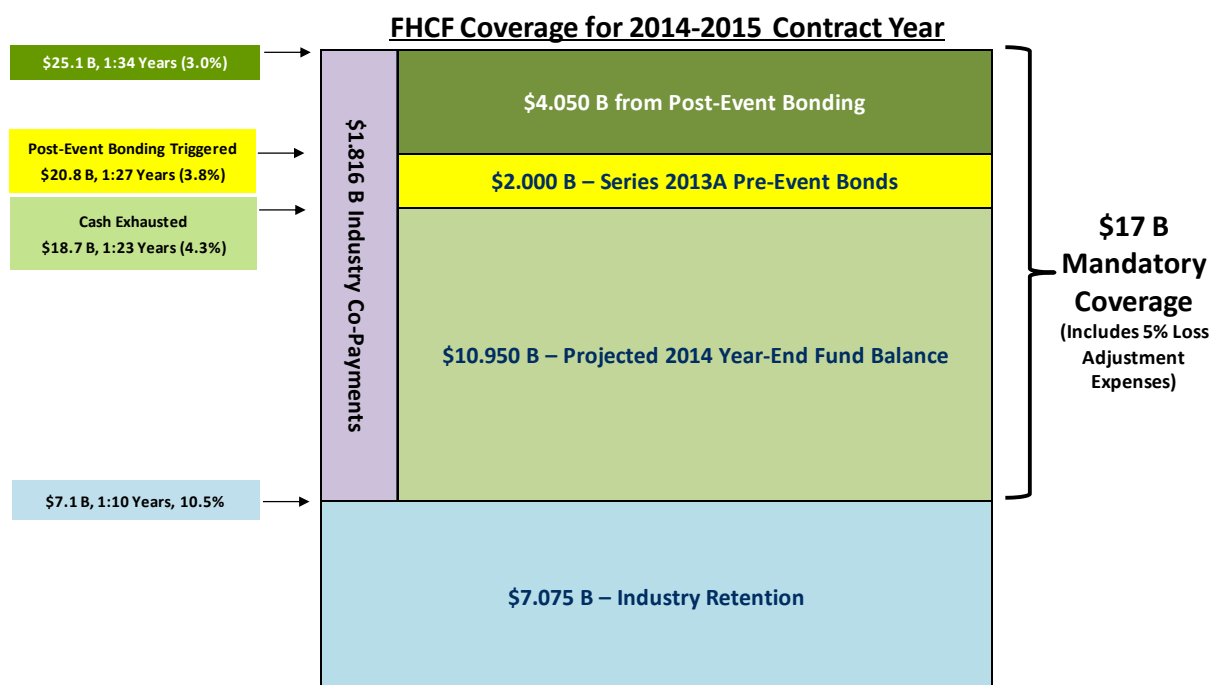 FHCF Coverage for 2014-2015 Contract Year
$25.1 B, 1:34 Years (3.0%)
Post-Event Bonding Triggered
$20.8 B, 1:27 Years (3.8%)
Cash Exhausted
$18.7 B, 1:23 Years (4.3%)
$7.1 B, 1:10 Years, 10.5%
$1.816 B Industry Co-Payments
$4.050 B from Post-Event Bonding
$2.000 B – Series 2013A Pre-Event Bonds
$10.950 B – Projected 2014 Year-End Fund Balance
$7.075 B – Industry Retention
$17 B
Mandatory
Coverage
(Includes 5% Loss
Adjustment
Expenses)